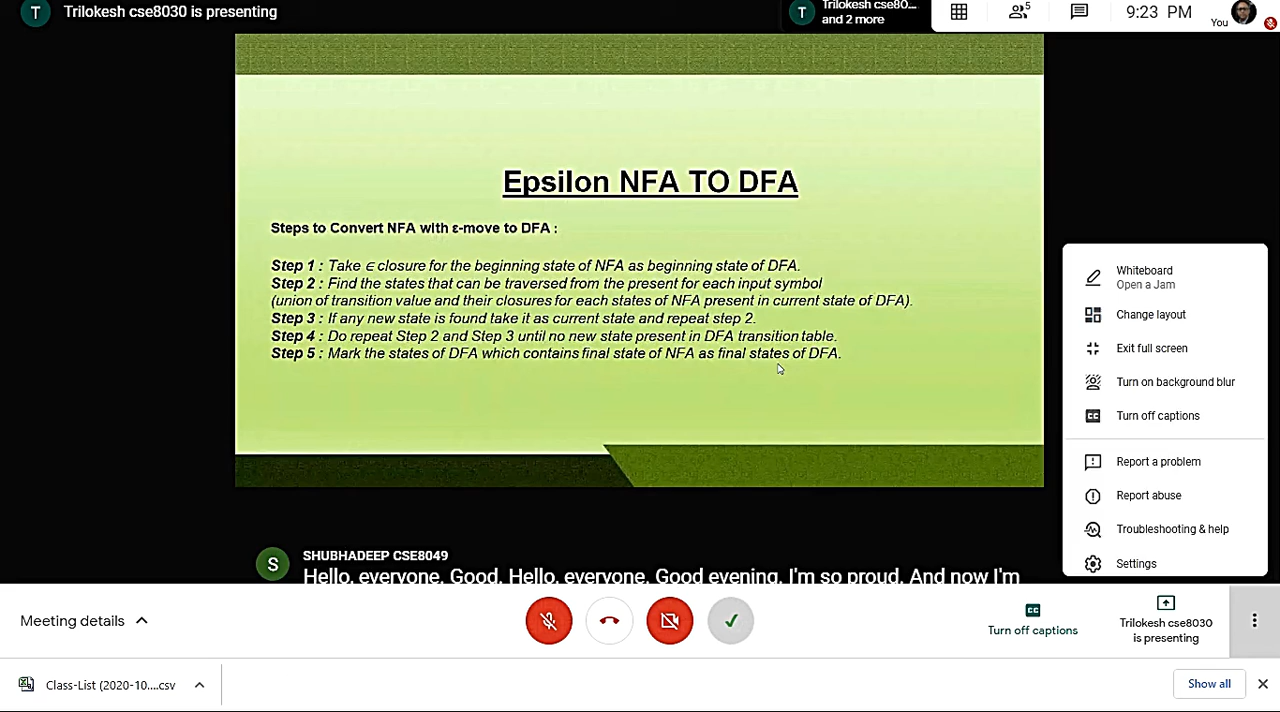 T Trilokesh cse8030 is presenting
T Trilokesh cse80...
and 2 more
5
9:23 PM
You
Epsilon NFA TO DFA
Steps to Convert NFA with ε-move to DFA :
Step 1 : Take ∈ closure for the beginning state of NFA as beginning state of DFA.
Step 2 : Find the states that can be traversed from the present for each input symbol
(union of transition value and their closures for each states of NFA present in current state of DFA).
Step 3 : If any new state is found take it as current state and repeat step 2.
Step 4 : Do repeat Step 2 and Step 3 until no new state present in DFA transition table.
Step 5 : Mark the states of DFA which contains final state of NFA as final states of DFA.
Whiteboard
Open a Jam
Change layout
Exit full screen
Turn on background blur
CC Turn off captions
Report a problem
Report abuse
Troubleshooting & help
Settings
S SHUBHADEEP CSE8049
Hello, everyone. Good. Hello, everyone. Good evening. I'm so proud. And now I'm
Meeting details
CC
Turn off captions
Trilokesh cse8030
is presenting
Class-List (2020-10....csv
Show all